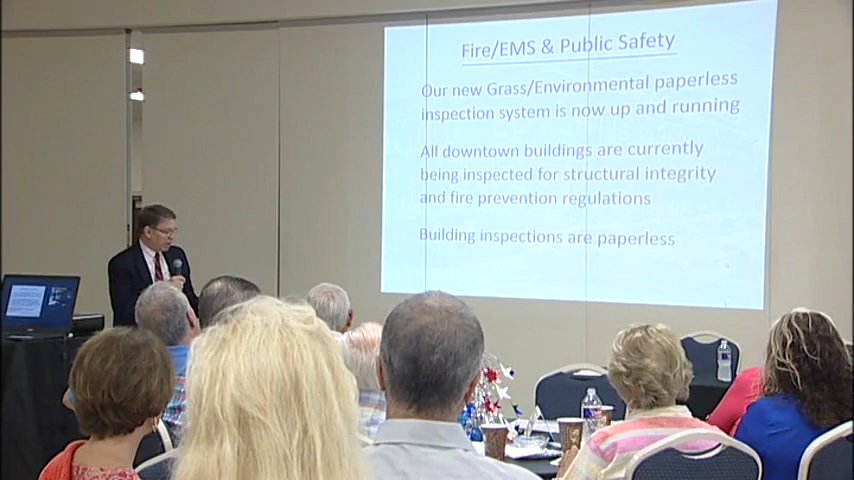 Fire/EMS & Public Safety
Our new Grass/Environmental paperless
inspection system is now up and running
All downtown buildings are currently
being inspected for structural integrity
and fire prevention regulations
Building inspections are paperless